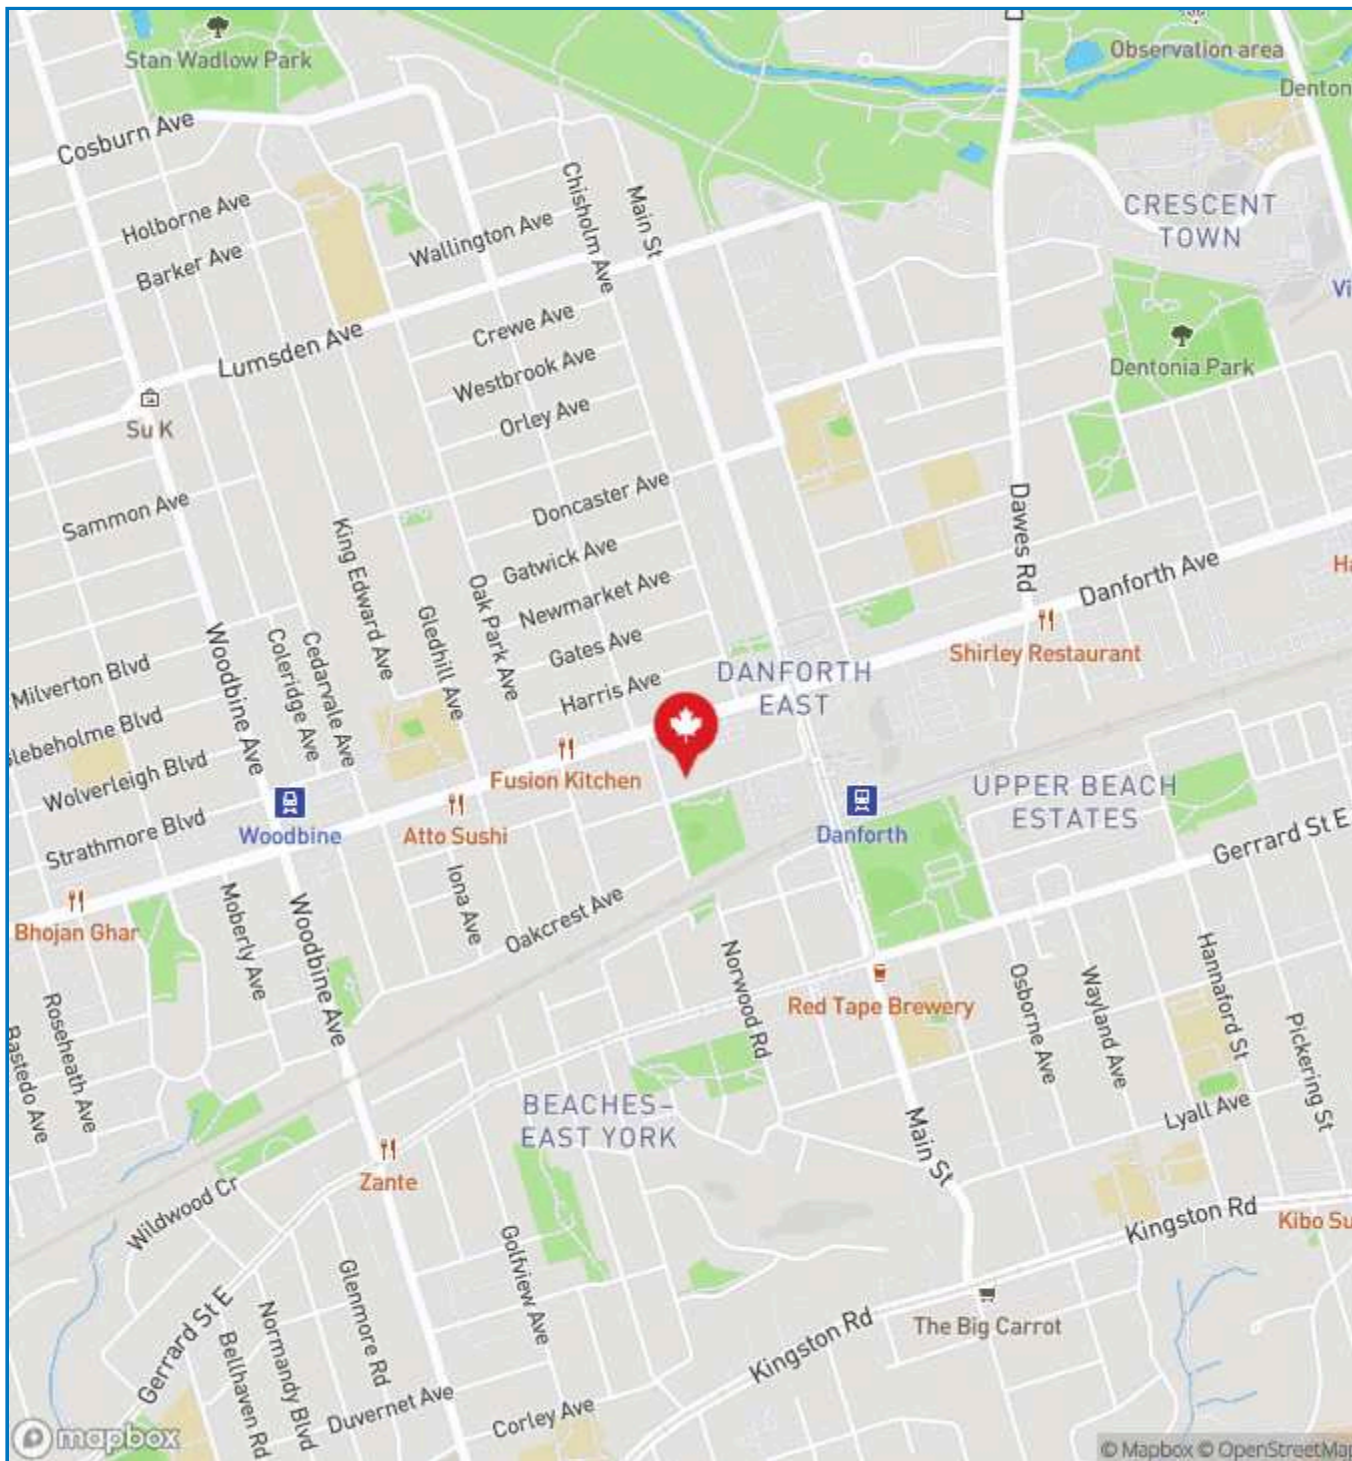 Stan Wadlow Park
Observation area
Denton
Cosburn Ave
Holborne Ave
Barker Ave
Wallington Ave
Chisholm Ave
Main St
CRESCENT
TOWN
Vi
Lumsden Ave
Crewe Ave
Westbrook Ave
Orley Ave
Dentonia Park
Su K
Sammon Ave
King Edward Ave
Doncaster Ave
Gatwick Ave
Newmarket Ave
Gates Ave
Harris Ave
Oak Park Ave
Gledhill Ave
Dawes Rd
Danforth Ave
Ha
Shirley Restaurant
DANFORTH
EAST
Milverton Blvd
Woodbine Ave
Coleridge Ave
Cedarvale Ave
lebeholme Blvd
Wolverleigh Blvd
Strathmore Blvd
Fusion Kitchen
Woodbine
Atto Sushi
Danforth
UPPER BEACH
ESTATES
Gerrard St E
Bhojan Ghar
Moberly Ave
Woodbine Ave
Iona Ave
Oakcrest Ave
Norwood Rd
Red Tape Brewery
Osborne Ave
Wayland Ave
Hannaford St
Pickering St
Roseheath Ave
Bastedo Ave
BEACHES–
EAST YORK
Main St
Lyall Ave
Zante
Wildwood Cr
Kingston Rd
Kibo Su
Golfview Ave
Glenmore Rd
Gerrard St E
Normandy Blvd
Bellhaven Rd
Duvernet Ave
Corley Ave
Kingston Rd
The Big Carrot
mapbox
© Mapbox © OpenStreetMap